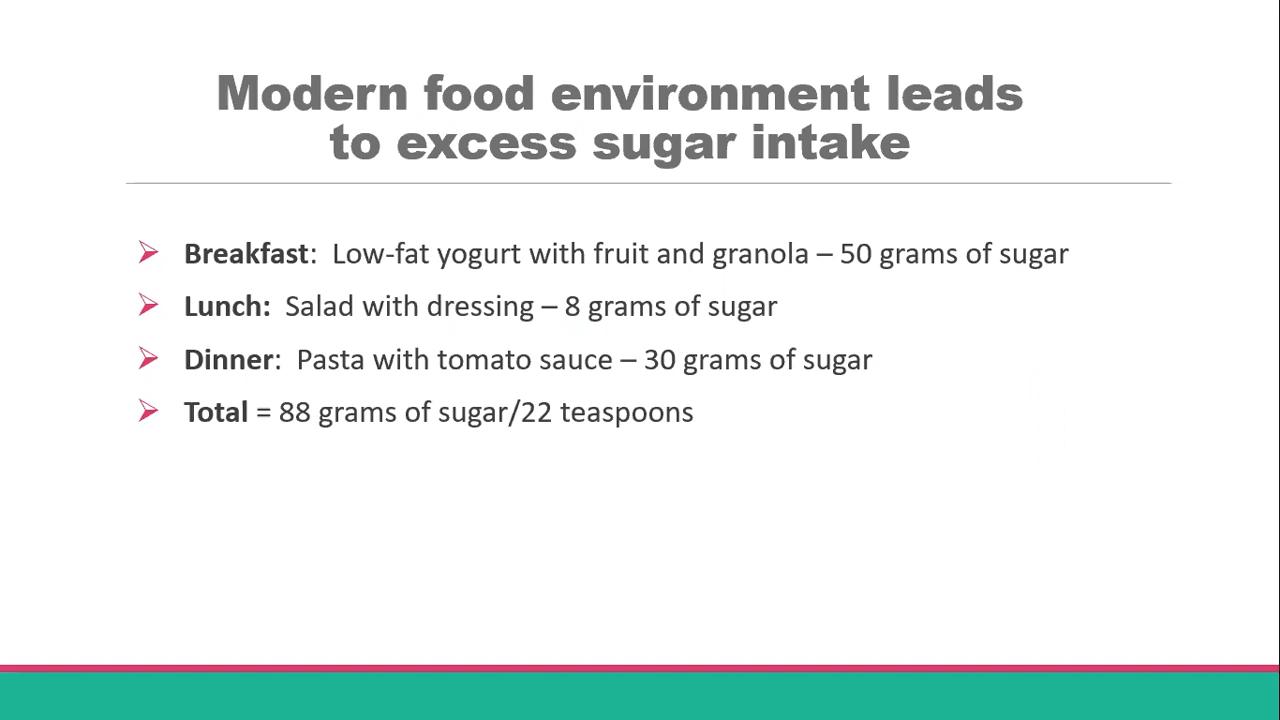 Modern food environment leads
to excess sugar intake
➢ Breakfast: Low-fat yogurt with fruit and granola – 50 grams of sugar
➢ Lunch: Salad with dressing – 8 grams of sugar
➢ Dinner: Pasta with tomato sauce – 30 grams of sugar
➢ Total = 88 grams of sugar/22 teaspoons